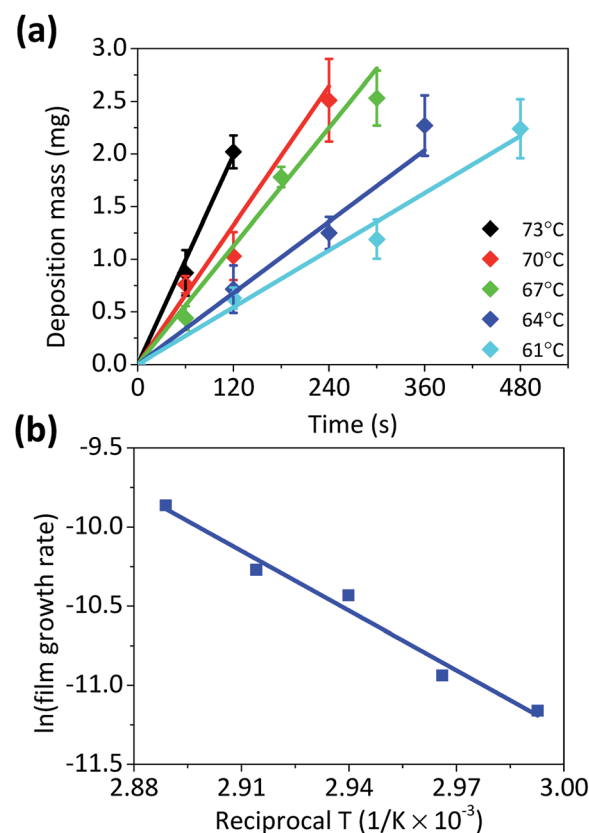 (a)
3.0
2.5
2.0
1.5
1.0
0.5
0.0
Deposition mass (mg)
73°C
70°C
67°C
64°C
61°C
0 120 240 360 480
Time (s)
(b)
-9.5
-10.0
-10.5
-11.0
-11.5
ln(film growth rate)
2.88 2.91 2.94 2.97 3.00
Reciprocal T (1/K × 10⁻³)